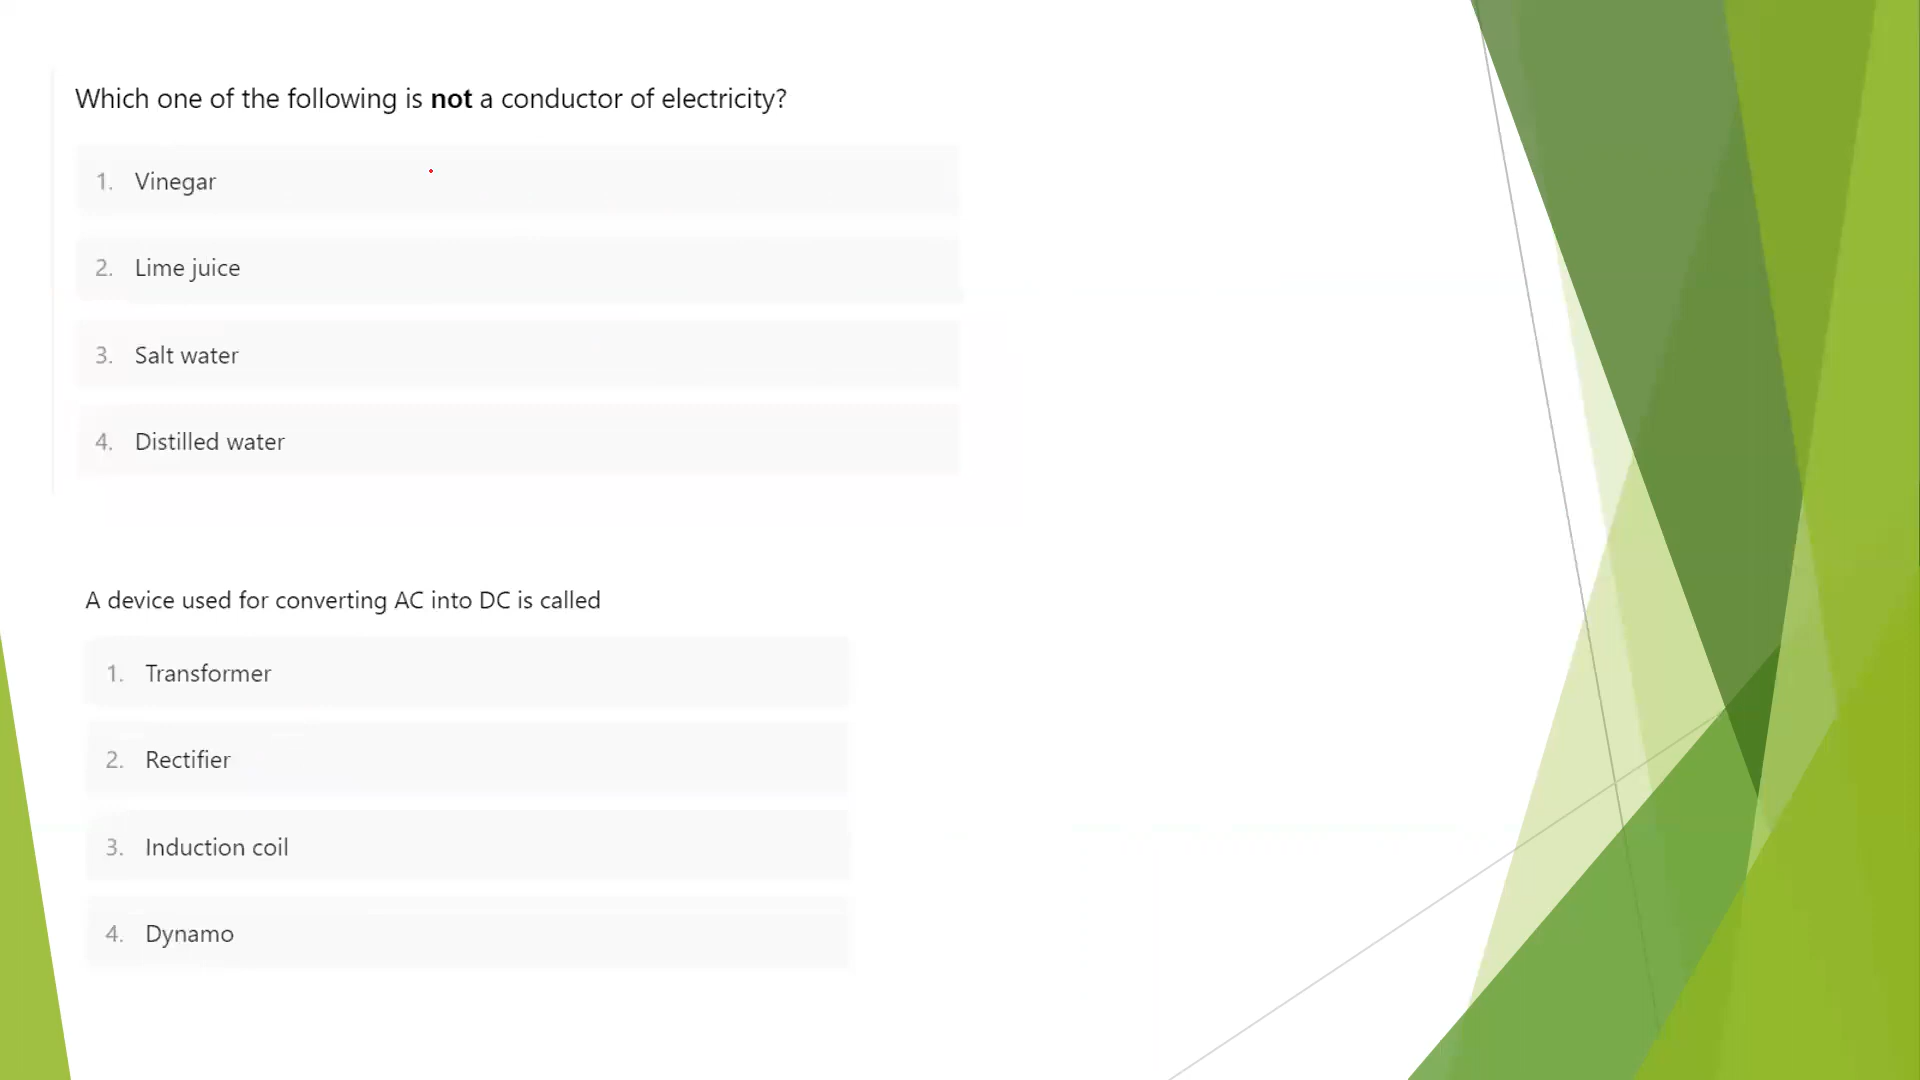 Which one of the following is not a conductor of electricity?
1. Vinegar
2. Lime juice
3. Salt water
4. Distilled water
A device used for converting AC into DC is called
1. Transformer
2. Rectifier
3. Induction coil
4. Dynamo